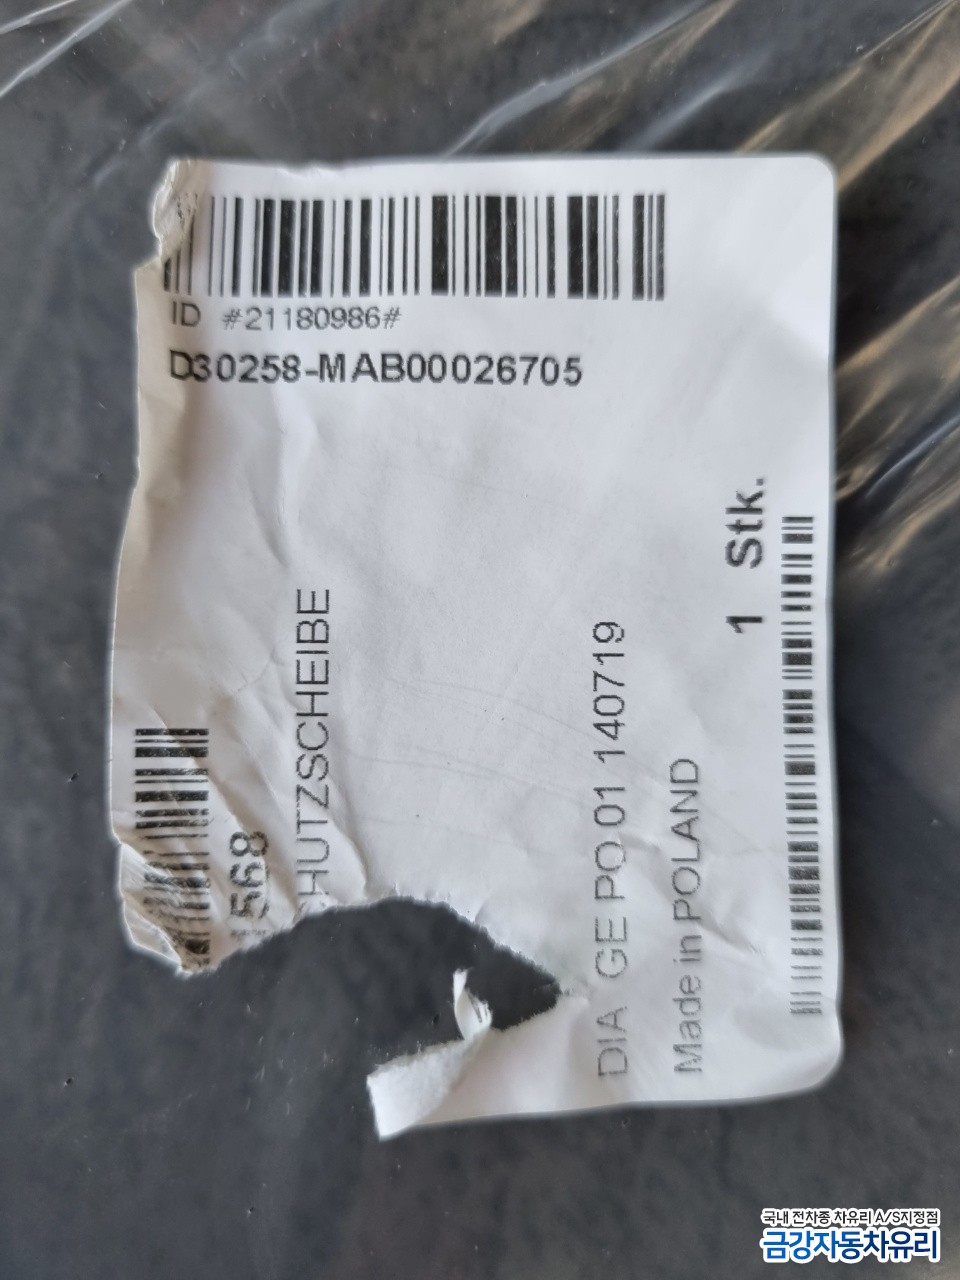 ID #21180986#
D30258-MAB00026705
568
HUTZSCHEIBE
DIA GE PO 01 140719
Made in POLAND
1 Stk.
국내 전차종 차유리 A/S지정점
금강자동차유리